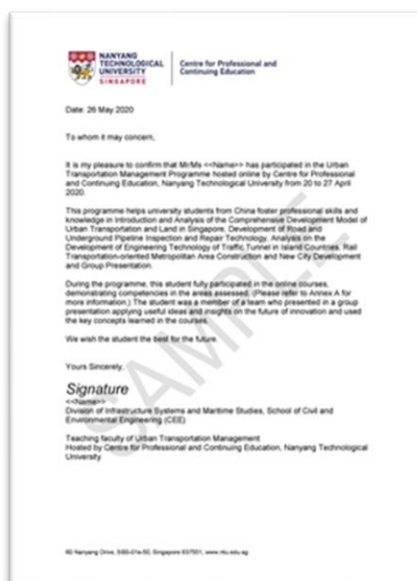 NANYANG
TECHNOLOGICAL
UNIVERSITY
SINGAPORE
Centre for Professional and
Continuing Education
Date: 26 May 2020
To whom it may concern,
It is my pleasure to confirm that Mr/Ms <<Name>> has participated in the Urban
Transportation Management Programme hosted online by Centre for Professional
and Continuing Education, Nanyang Technological University from 20 to 27 April
2020.
This programme helps university students from China foster professional skills and
knowledge in Introduction and Analysis of the Comprehensive Development Model of
Urban Transportation and Land in Singapore, Development of Road and
Underground Pipeline Inspection and Repair Technology, Analysis on the
Development of Engineering Technology of Traffic Tunnel in Island Countries, Rail
Transportation-oriented Metropolitan Area Construction and New City Development
and Group Presentation.
During the programme, this student fully participated in the online courses,
demonstrating competencies in the areas assessed. (Please refer to Annex A for
more information.) The student was a member of a team who presented in a group
presentation applying useful ideas and insights on the future of innovation and used
the key concepts learned in the courses.
We wish the student the best for the future.
Yours Sincerely,
Signature
<<Name>>
Division of Infrastructure Systems and Maritime Studies, School of Civil and
Environmental Engineering (CEE)
Teaching faculty of Urban Transportation Management
Hosted by Centre for Professional and Continuing Education, Nanyang Technological
University
Nanyang Drive, Singapore 637551, www.ntu.edu.sg
SAMPLE